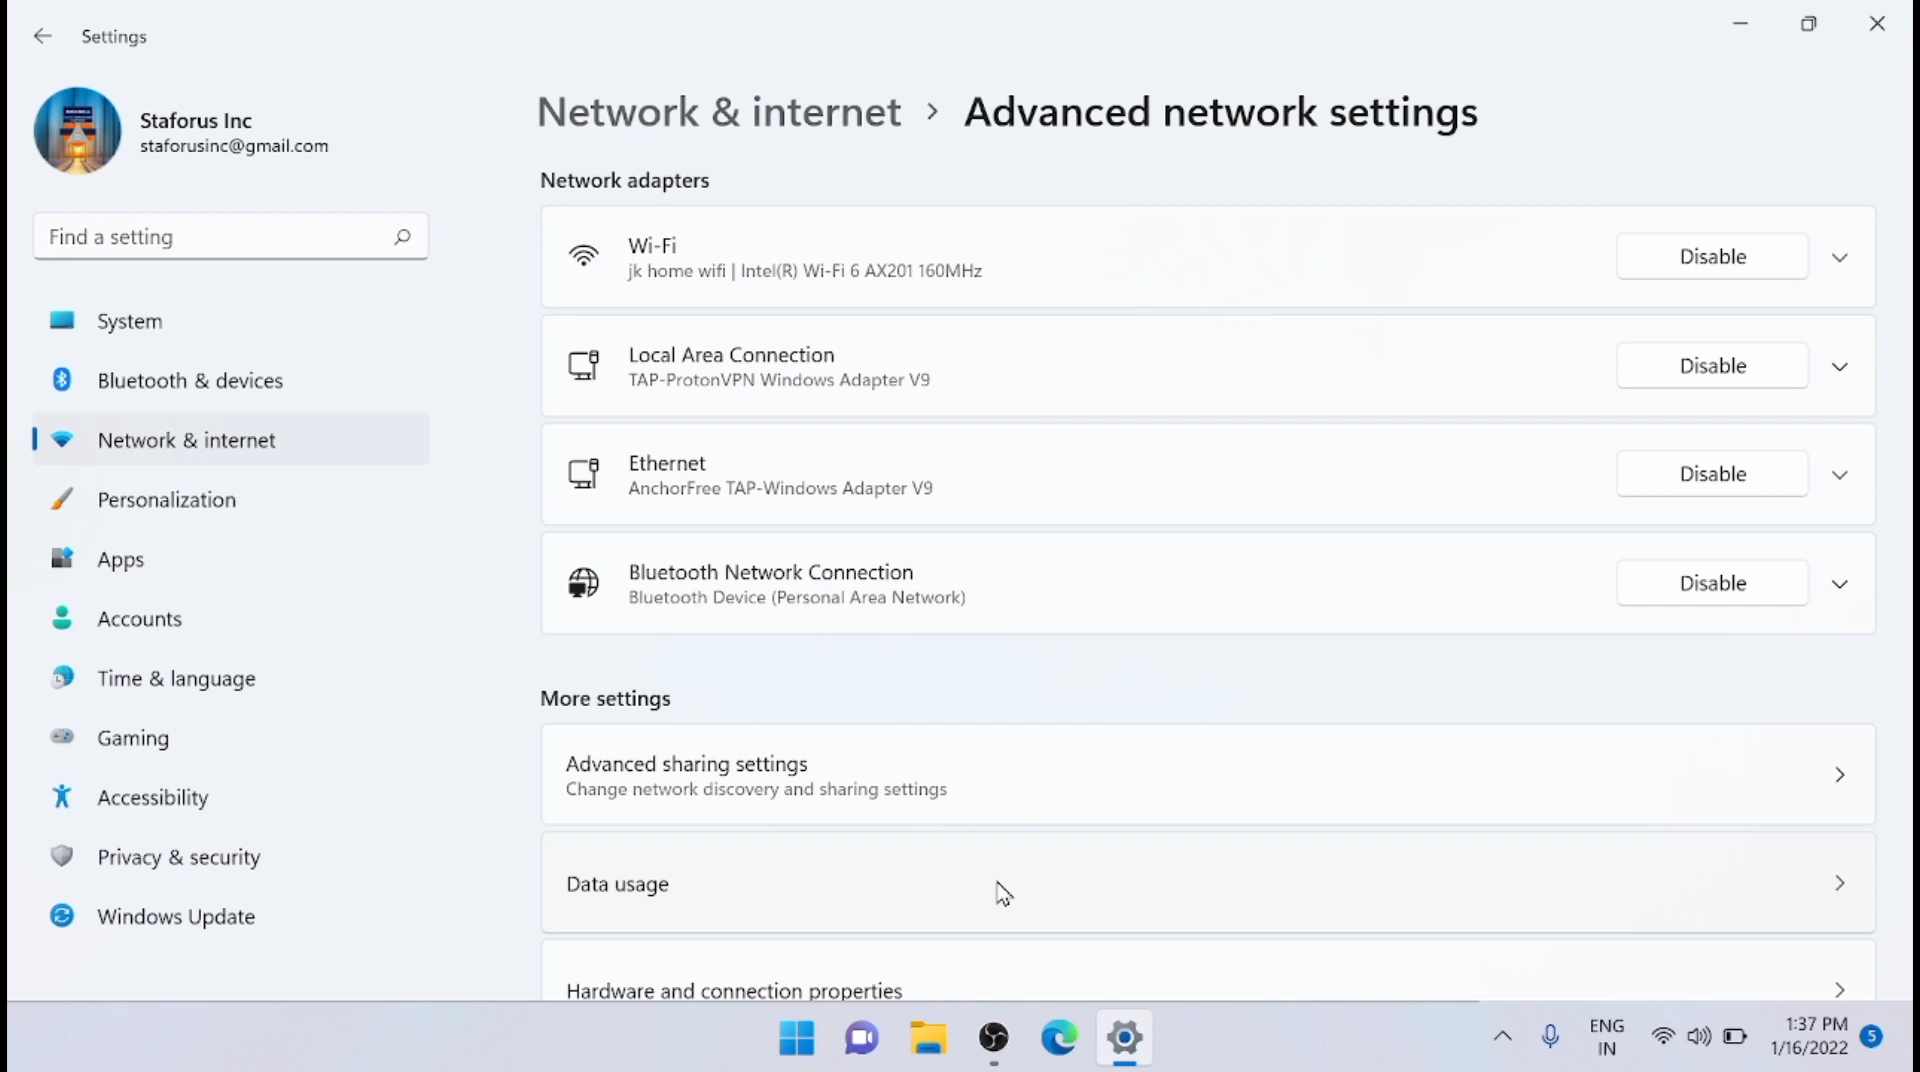 Settings
Staforus Inc
staforusinc@gmail.com
Find a setting
System
Bluetooth & devices
Network & internet
Personalization
Apps
Accounts
Time & language
Gaming
Accessibility
Privacy & security
Windows Update
Network & internet > Advanced network settings
Network adapters
Wi-Fi
jk home wifi | Intel(R) Wi-Fi 6 AX201 160MHz
Disable
Local Area Connection
TAP-ProtonVPN Windows Adapter V9
Disable
Ethernet
AnchorFree TAP-Windows Adapter V9
Disable
Bluetooth Network Connection
Bluetooth Device (Personal Area Network)
Disable
More settings
Advanced sharing settings
Change network discovery and sharing settings
Data usage
Hardware and connection properties
ENG
IN
1:37 PM
1/16/2022
5